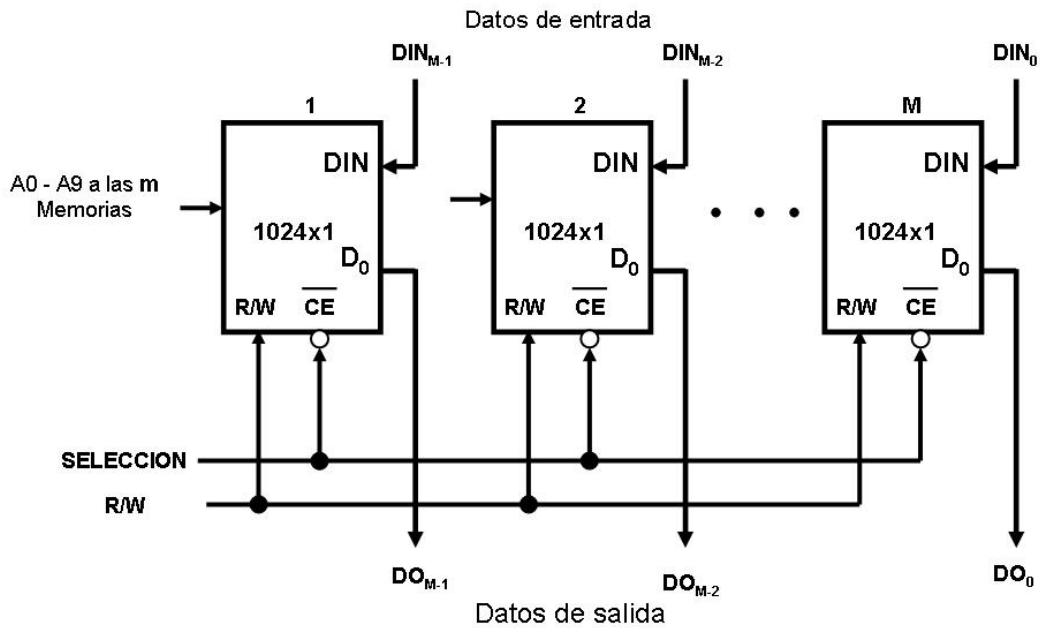 Datos de entrada
DIN_M-1 DIN_M-2 DIN_0
1 2 M
DIN DIN DIN
A0 - A9 a las m
Memorias
1024x1 1024x1 1024x1
D_0 D_0 D_0
R/W CE R/W CE R/W CE
SELECCION
R/W
DO_M-1 DO_M-2 DO_0
Datos de salida